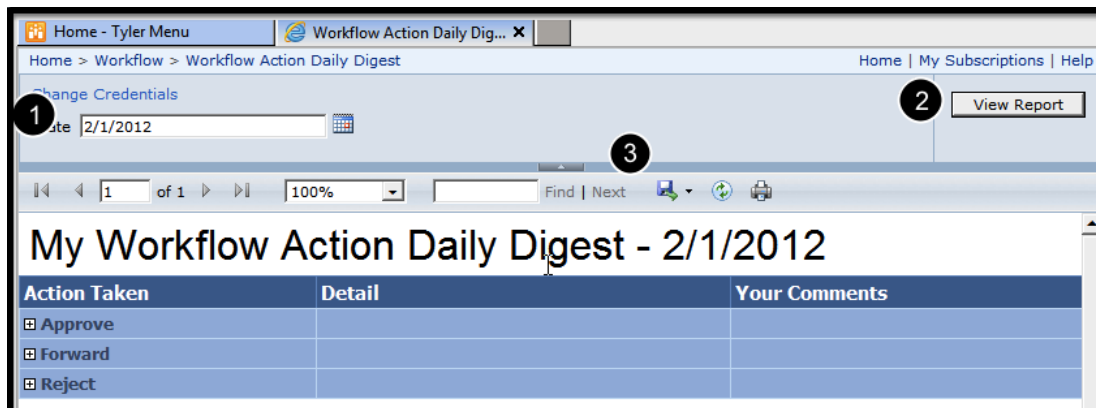 Home - Tyler Menu Workflow Action Daily Dig... X
Home > Workflow > Workflow Action Daily Digest Home | My Subscriptions | Help
Change Credentials
1 2 View Report
2/1/2012
3
1 of 1 100% Find | Next
My Workflow Action Daily Digest - 2/1/2012
Action Taken Detail Your Comments
Approve
Forward
Reject